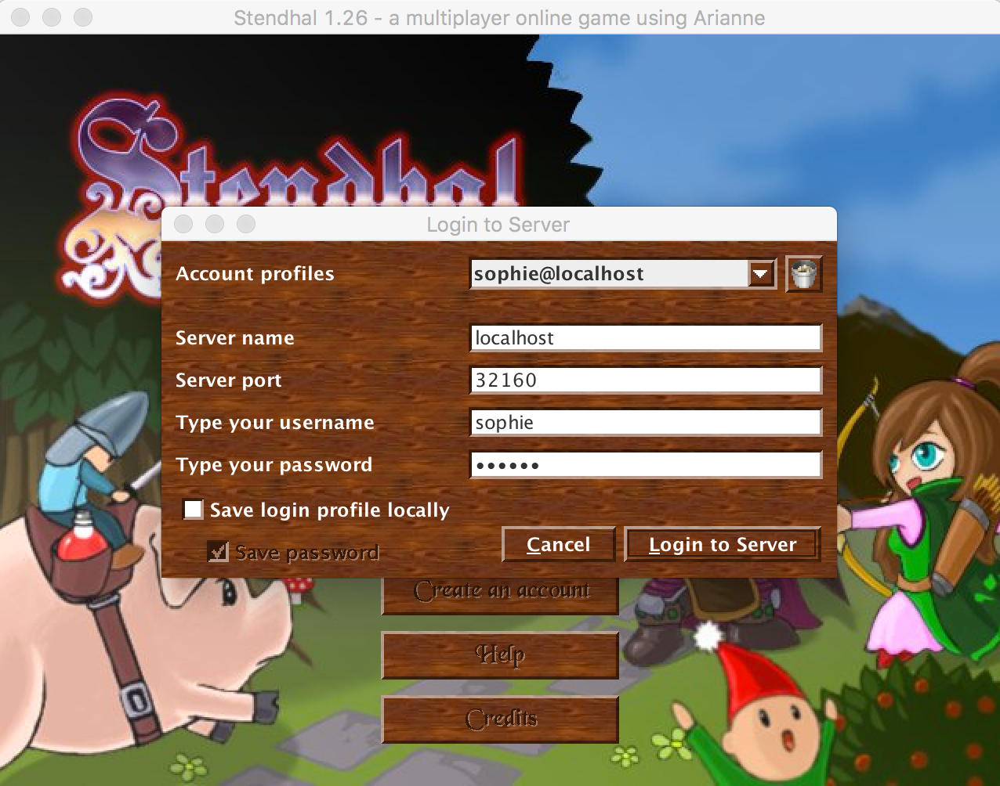 Stendhal 1.26 - a multiplayer online game using Arianne
Stendhal
Login to Server
Account profiles sophie@localhost
Server name localhost
Server port 32160
Type your username sophie
Type your password ••••••
Save login profile locally
Save password
Cancel Login to Server
Create an account
Help
Credits